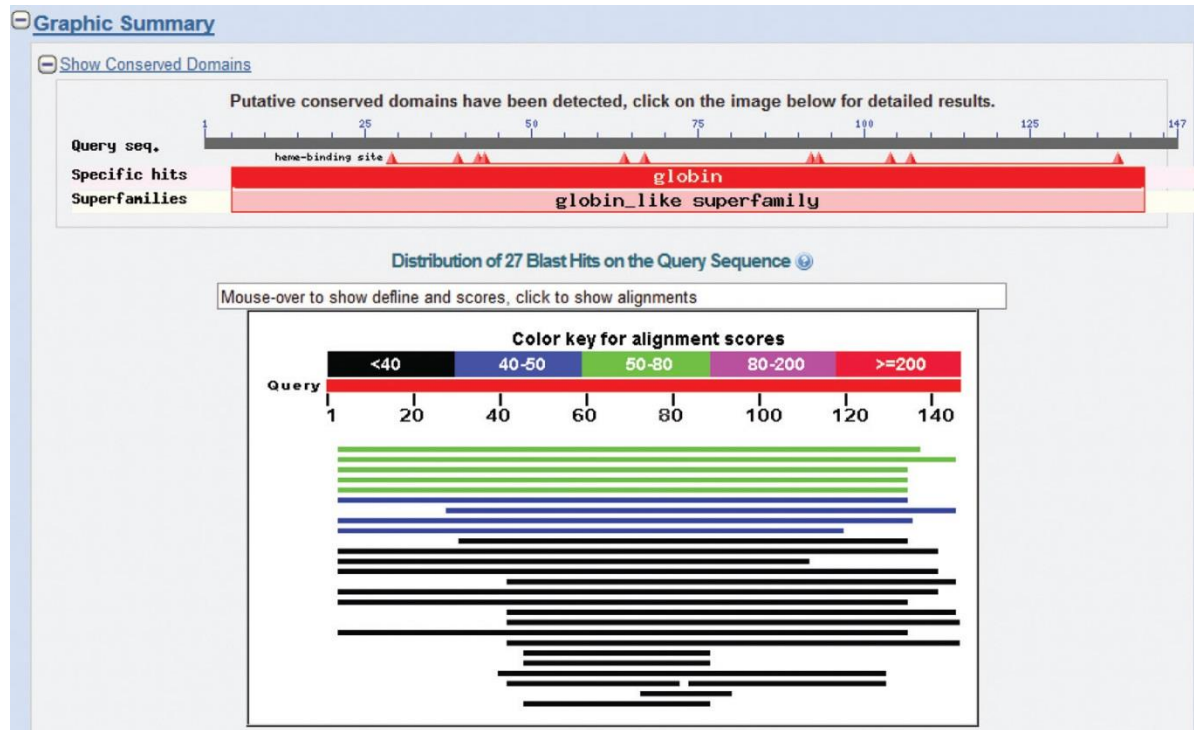 Graphic Summary
Show Conserved Domains
Putative conserved domains have been detected, click on the image below for detailed results.
1 25 50 75 100 125 147
Query seq.
heme-binding site
Specific hits globin
Superfamilies globin_like superfamily
Distribution of 27 Blast Hits on the Query Sequence
Mouse-over to show defline and scores, click to show alignments
Color key for alignment scores
<40 40-50 50-80 80-200 >=200
Query
1 20 40 60 80 100 120 140